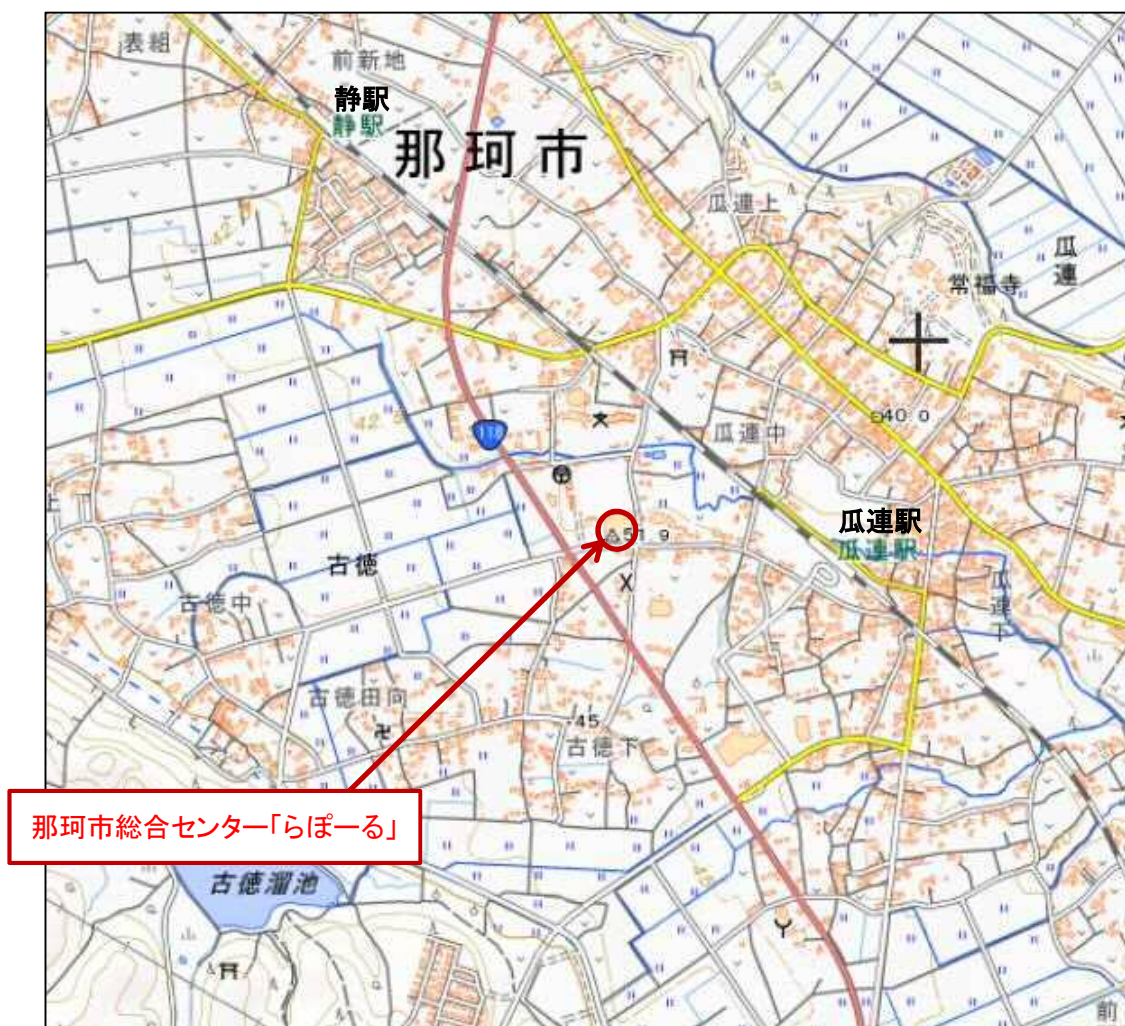 表組
前新地
静駅
静駅
那珂市
瓜連上
瓜連
常福寺
42.5
40.0
瓜連中
118
瓜連駅
瓜連駅
51.9
古徳
古徳中
瓜連下
古徳田向
45
古徳下
那珂市総合センター「らぽーる」
古徳溜池
前